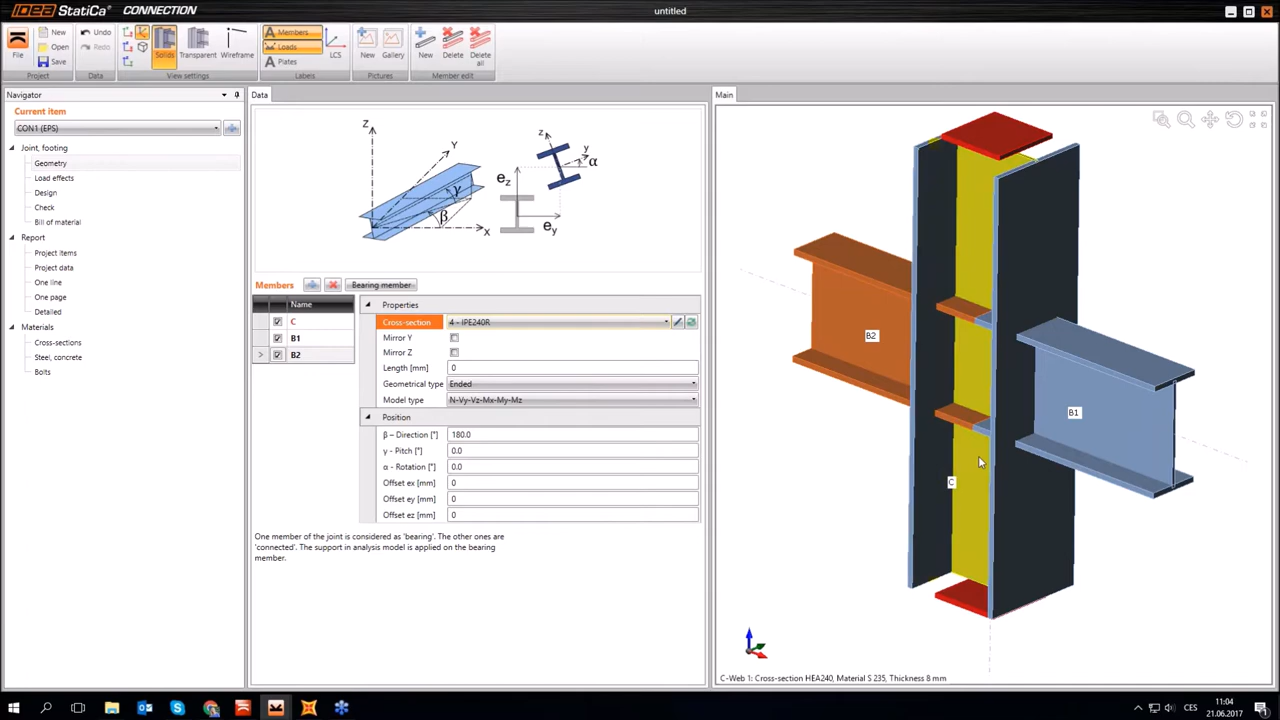 IDEA StatiCa® CONNECTION
untitled
File
New
Open
Save
Project
Undo
Redo
Data
Solids
Transparent
Wireframe
View settings
Members
Loads
Plates
Labels
LCS
New
Gallery
Pictures
New
Delete
Delete all
Member edit
Navigator
Current item
CON1 (EPS)
Joint, footing
Geometry
Load effects
Design
Check
Bill of material
Report
Project items
Project data
One line
One page
Detailed
Materials
Cross-sections
Steel, concrete
Bolts
Data
Z
Y
X
γ
β
ez
ey
z
y
α
Members
Bearing member
Name
C
B1
B2
Properties
Cross-section 4 - IPE240R
Mirror Y
Mirror Z
Length [mm] 0
Geometrical type Ended
Model type N-Vy-Vz-Mx-My-Mz
Position
β – Direction [°] 180.0
γ - Pitch [°] 0.0
α - Rotation [°] 0.0
Offset ex [mm] 0
Offset ey [mm] 0
Offset ez [mm] 0
One member of the joint is considered as 'bearing'. The other ones are
'connected'. The support in analysis model is applied on the bearing
member.
Main
B2
B1
C
C-Web 1: Cross-section HEA240, Material S 235, Thickness 8 mm
CES
11:04
21.06.2017